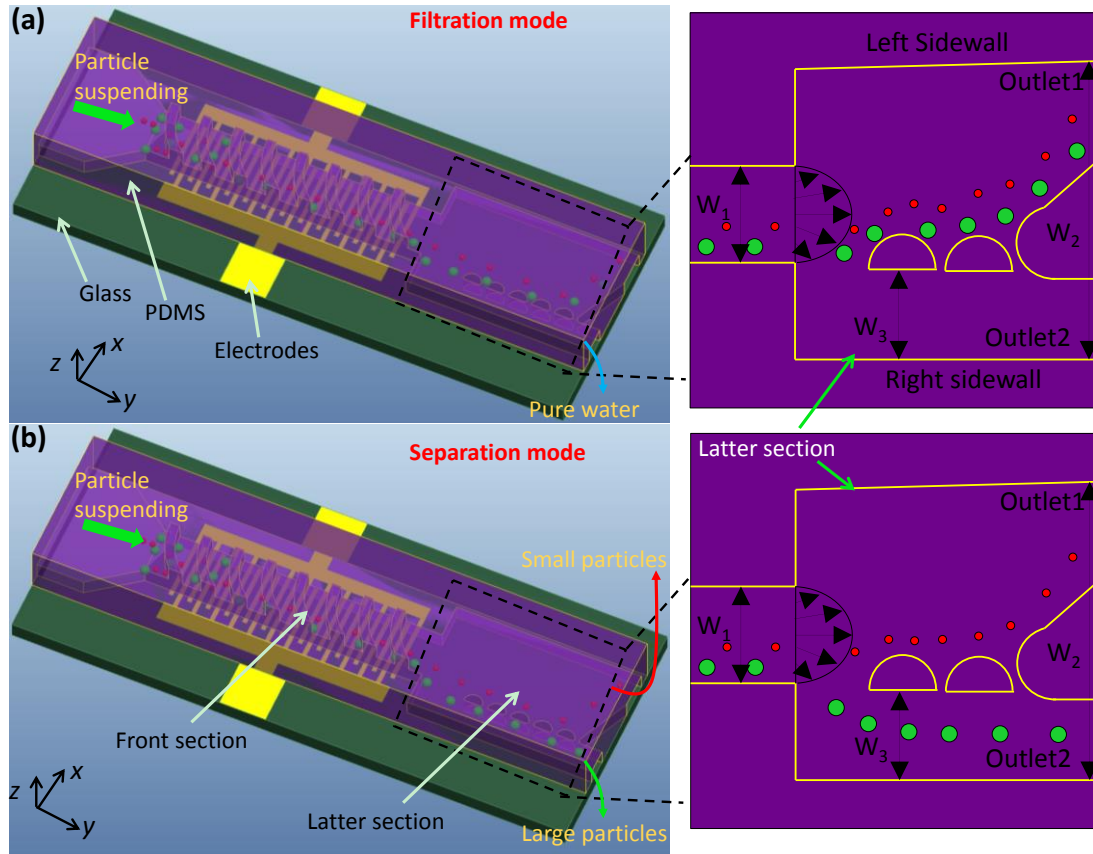 (a)
Filtration mode
Particle
suspending
Glass
PDMS
Electrodes
z
x
y
Pure water
Left Sidewall
Outlet1
W1
W2
W3
Outlet2
Right sidewall
(b)
Separation mode
Particle
suspending
Latter section
Small particles
Front section
Latter section
Large particles
z
x
y
Outlet1
W1
W2
W3
Outlet2